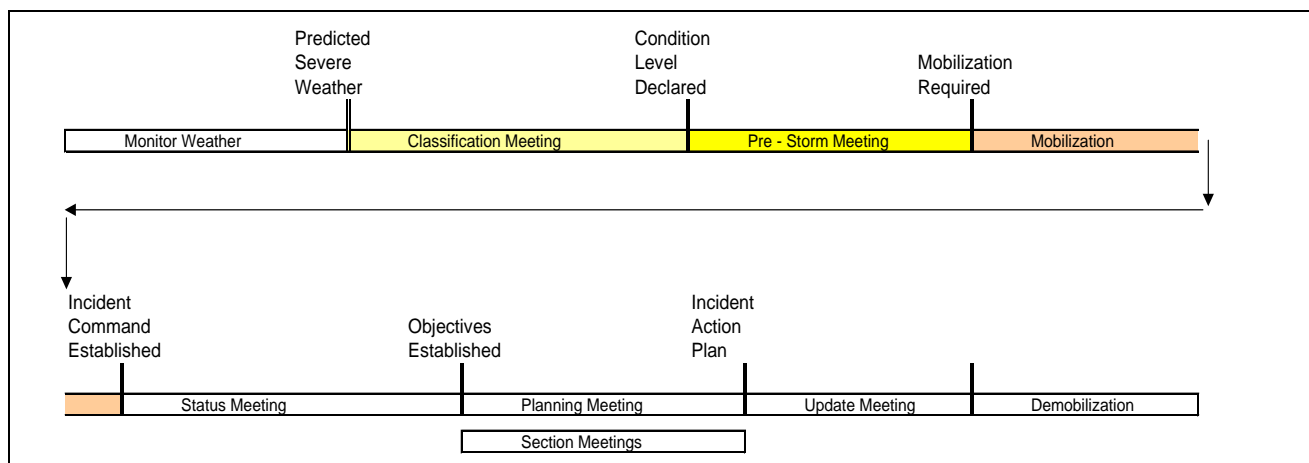 Predicted
Severe
Weather
Condition
Level
Declared
Mobilization
Required
Monitor Weather
Classification Meeting
Pre - Storm Meeting
Mobilization
Incident
Command
Established
Objectives
Established
Incident
Action
Plan
Status Meeting
Planning Meeting
Update Meeting
Demobilization
Section Meetings